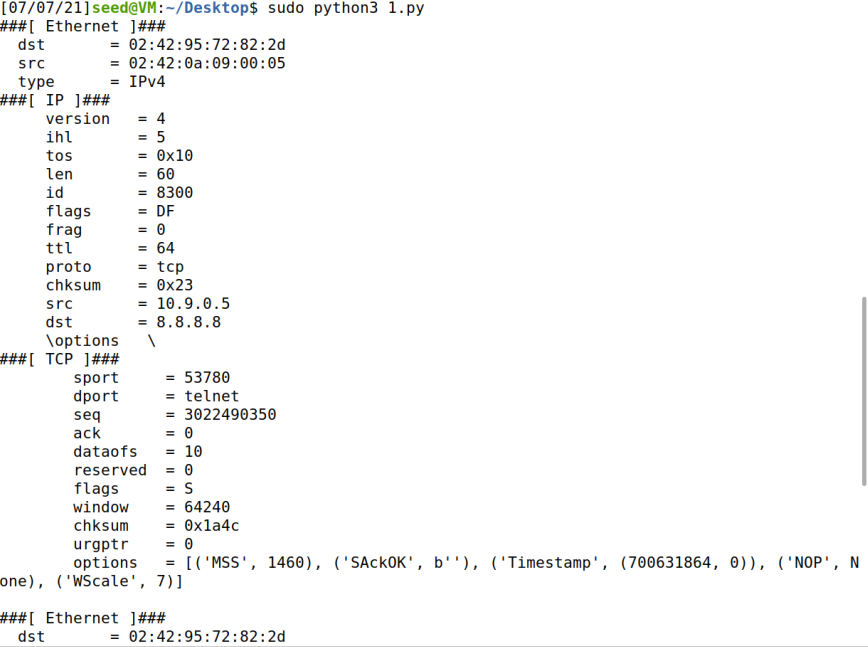 [07/07/21]seed@VM:~/Desktop$ sudo python3 1.py
###[ Ethernet ]###
  dst       = 02:42:95:72:82:2d
  src       = 02:42:0a:09:00:05
  type      = IPv4
###[ IP ]###
     version   = 4
     ihl       = 5
     tos       = 0x10
     len       = 60
     id        = 8300
     flags     = DF
     frag      = 0
     ttl       = 64
     proto     = tcp
     chksum    = 0x23
     src       = 10.9.0.5
     dst       = 8.8.8.8
     \options   \
###[ TCP ]###
        sport     = 53780
        dport     = telnet
        seq       = 3022490350
        ack       = 0
        dataofs   = 10
        reserved  = 0
        flags     = S
        window    = 64240
        chksum    = 0x1a4c
        urgptr    = 0
        options   = [('MSS', 1460), ('SAckOK', b''), ('Timestamp', (700631864, 0)), ('NOP', N
one), ('WScale', 7)]

###[ Ethernet ]###
  dst       = 02:42:95:72:82:2d